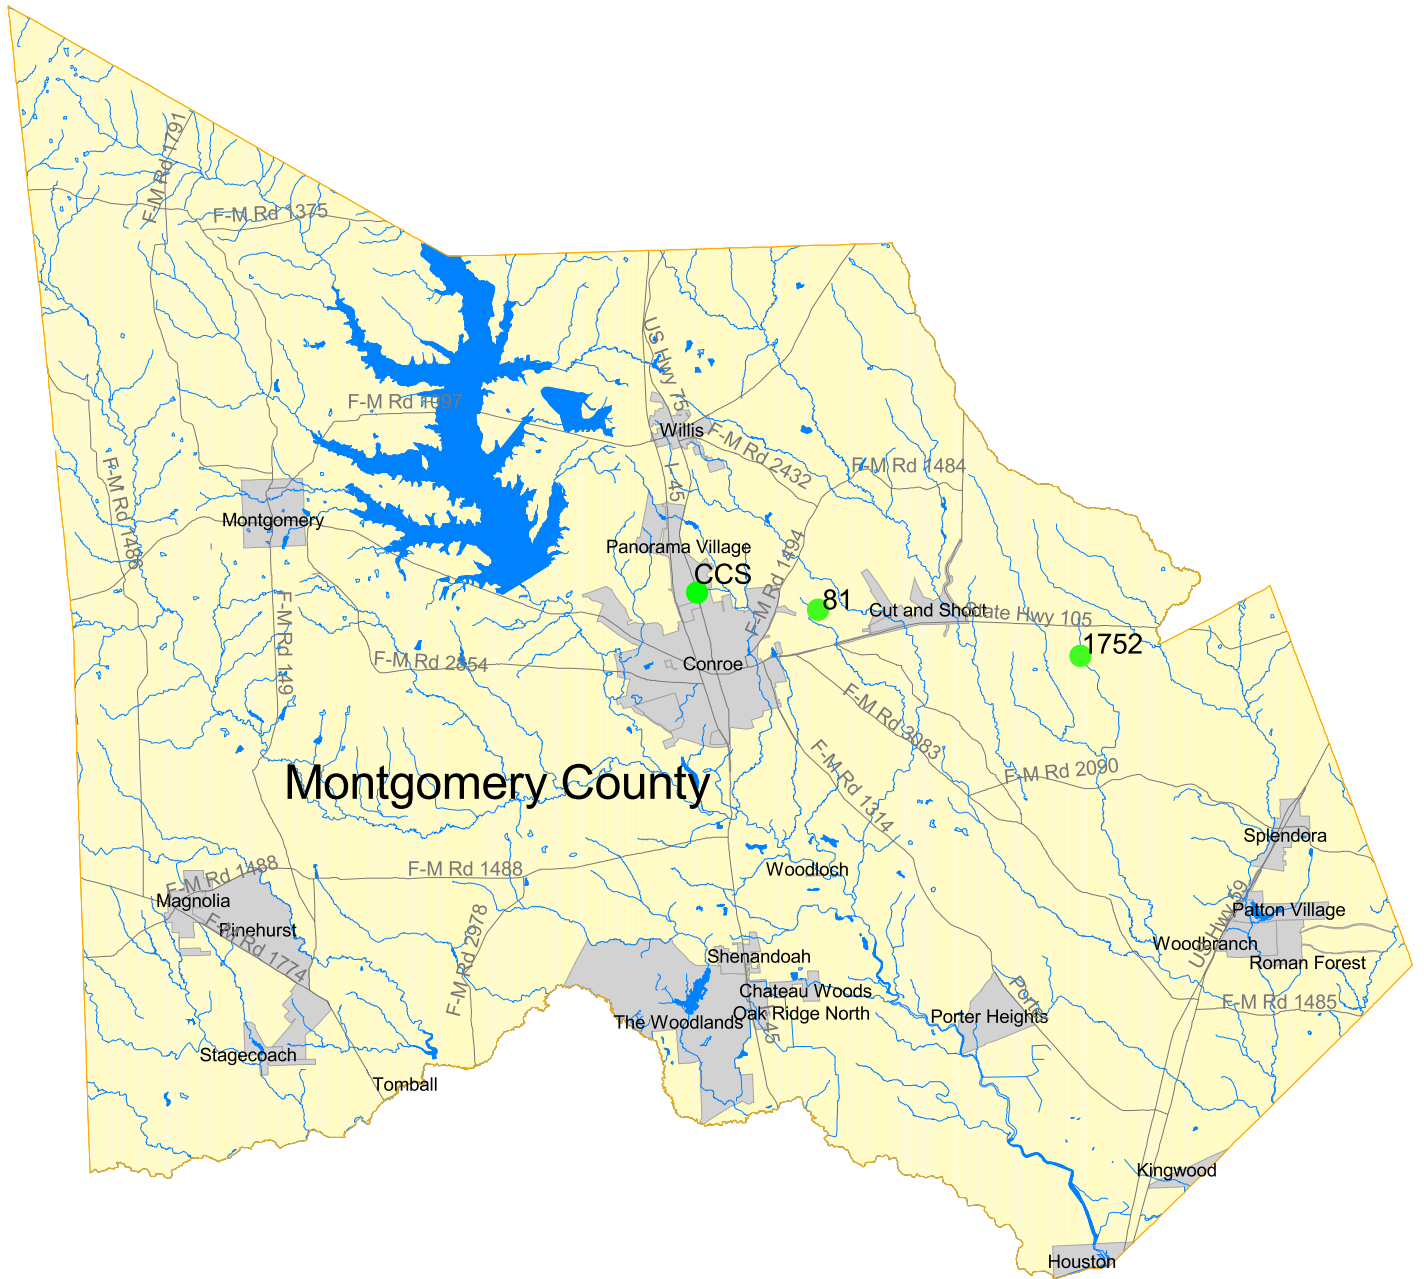 F-M Rd 1791
F-M Rd 1375
US Hwy 75
F-M Rd 1097
Willis
F-M Rd 2432
F-M Rd 1484
I- 45
F-M Rd 1486
Montgomery
Panorama Village
CCS
F-M Rd 1494
81
Cut and Shoot
State Hwy 105
1752
F-M Rd 149
F-M Rd 2854
Conroe
F-M Rd 3083
Montgomery County
F-M Rd 1314
F-M Rd 2090
Splendora
F-M Rd 1488
F-M Rd 1488
Woodloch
Magnolia
Pinehurst
F-M Rd 1774
F-M Rd 2978
US Hwy 59
Patton Village
Woodbranch
Roman Forest
Shenandoah
Chateau Woods
Oak Ridge North
The Woodlands
I- 45
Porter
Porter Heights
F-M Rd 1485
Stagecoach
Tomball
Kingwood
Houston